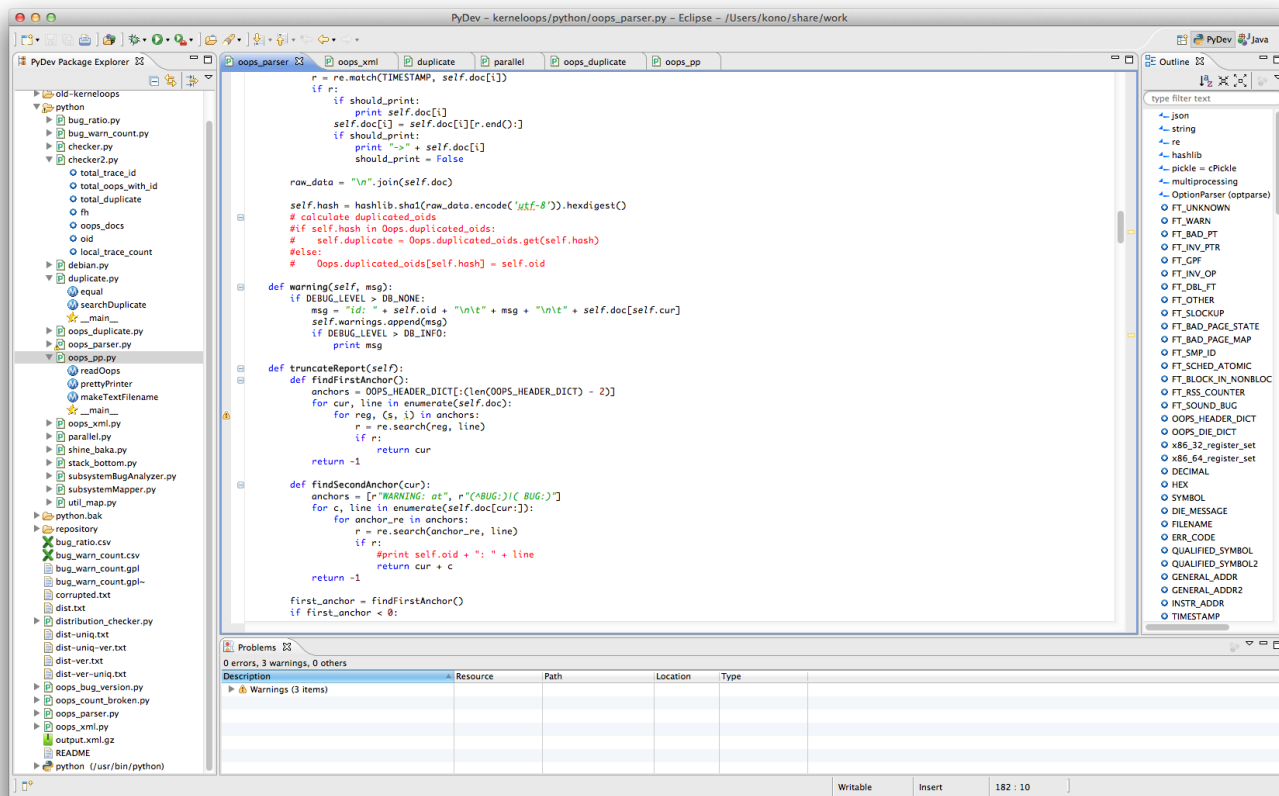 PyDev - kerneloops/python/oops_parser.py - Eclipse - /Users/kono/share/work
PyDev
Java
PyDev Package Explorer
old-kerneloops
python
bug_ratio.py
bug_warn_count.py
checker.py
checker2.py
total_trace_id
total_oops_with_id
total_duplicate
fh
oops_docs
oid
local_trace_count
debian.py
duplicate.py
equal
searchDuplicate
__main__
oops_duplicate.py
oops_parser.py
oops_pp.py
readOops
prettyPrinter
makeTextFilename
__main__
oops_xml.py
parallel.py
shine_baka.py
stack_bottom.py
subsystemBugAnalyzer.py
subsystemMapper.py
util_map.py
python.bak
repository
bug_ratio.csv
bug_warn_count.csv
bug_warn_count.gpl
bug_warn_count.gpl~
corrupted.txt
dist.txt
distribution_checker.py
dist-uniq.txt
dist-uniq-ver.txt
dist-ver.txt
dist-ver-uniq.txt
oops_bug_version.py
oops_count_broken.py
oops_parser.py
oops_xml.py
output.xml.gz
README
python (/usr/bin/python)
oops_parser
oops_xml
duplicate
parallel
oops_duplicate
oops_pp
r = re.match(TIMESTAMP, self.doc[i])
if r:
if should_print:
print self.doc[i]
self.doc[i] = self.doc[i][r.end():]
if should_print:
print "->" + self.doc[i]
should_print = False
raw_data = "\n".join(self.doc)
self.hash = hashlib.sha1(raw_data.encode('utf-8')).hexdigest()
# calculate duplicated_oids
#if self.hash in Oops.duplicated_oids:
#    self.duplicate = Oops.duplicated_oids.get(self.hash)
#else:
#    Oops.duplicated_oids[self.hash] = self.oid
def warning(self, msg):
if DEBUG_LEVEL > DB_NONE:
msg = "id: " + self.oid + "\n\t" + msg + "\n\t" + self.doc[self.cur]
self.warnings.append(msg)
if DEBUG_LEVEL > DB_INFO:
print msg
def truncateReport(self):
def findFirstAnchor():
anchors = OOPS_HEADER_DICT[:(len(OOPS_HEADER_DICT) - 2)]
for cur, line in enumerate(self.doc):
for reg, (s, i) in anchors:
r = re.search(reg, line)
if r:
return cur
return -1
def findSecondAnchor(cur):
anchors = [r"WARNING: at", r"(^BUG:)|( BUG:)"]
for c, line in enumerate(self.doc[cur:]):
for anchor_re in anchors:
r = re.search(anchor_re, line)
if r:
#print self.oid + ": " + line
return cur + c
return -1
first_anchor = findFirstAnchor()
if first_anchor < 0:
Outline
type filter text
json
string
re
hashlib
pickle = cPickle
multiprocessing
OptionParser (optparse)
FT_UNKNOWN
FT_WARN
FT_BAD_PT
FT_INV_PTR
FT_GPF
FT_INV_OP
FT_DBL_FT
FT_OTHER
FT_SLOCKUP
FT_BAD_PAGE_STATE
FT_BAD_PAGE_MAP
FT_SMP_ID
FT_SCHED_ATOMIC
FT_BLOCK_IN_NONBLOC
FT_RSS_COUNTER
FT_SOUND_BUG
OOPS_HEADER_DICT
OOPS_DIE_DICT
x86_32_register_set
x86_64_register_set
DECIMAL
HEX
SYMBOL
DIE_MESSAGE
FILENAME
ERR_CODE
QUALIFIED_SYMBOL
QUALIFIED_SYMBOL2
GENERAL_ADDR
GENERAL_ADDR2
INSTR_ADDR
TIMESTAMP
Problems
0 errors, 3 warnings, 0 others
Description Resource Path Location Type
Warnings (3 items)
Writable Insert 182 : 10